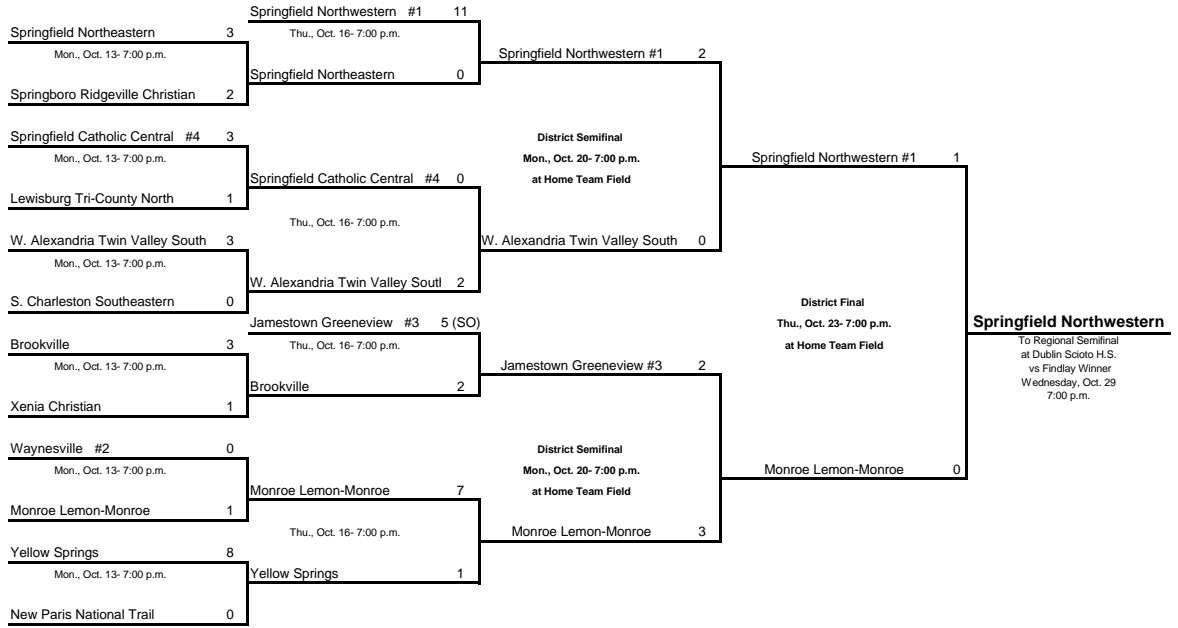 Springfield Northwestern #1 11
Springfield Northeastern 3
Thu., Oct. 16- 7:00 p.m.
Mon., Oct. 13- 7:00 p.m.
Springfield Northwestern #1 2
Springfield Northeastern 0
Springboro Ridgeville Christian 2
Springfield Catholic Central #4 3
District Semifinal
Mon., Oct. 13- 7:00 p.m.
Mon., Oct. 20- 7:00 p.m.
Springfield Northwestern #1 1
Springfield Catholic Central #4 0
at Home Team Field
Lewisburg Tri-County North 1
Thu., Oct. 16- 7:00 p.m.
W. Alexandria Twin Valley South 3
W. Alexandria Twin Valley South 0
Mon., Oct. 13- 7:00 p.m.
W. Alexandria Twin Valley Soutl 2
S. Charleston Southeastern 0
District Final
Jamestown Greeneview #3 5 (SO)
Thu., Oct. 23- 7:00 p.m.
Springfield Northwestern
Brookville 3
Thu., Oct. 16- 7:00 p.m.
at Home Team Field
To Regional Semifinal
at Dublin Scioto H.S.
vs Findlay Winner
Wednesday, Oct. 29
7:00 p.m.
Mon., Oct. 13- 7:00 p.m.
Jamestown Greeneview #3 2
Brookville 2
Xenia Christian 1
Waynesville #2 0
District Semifinal
Mon., Oct. 13- 7:00 p.m.
Mon., Oct. 20- 7:00 p.m.
Monroe Lemon-Monroe 0
Monroe Lemon-Monroe 7
at Home Team Field
Monroe Lemon-Monroe 1
Thu., Oct. 16- 7:00 p.m.
Monroe Lemon-Monroe 3
Yellow Springs 8
Mon., Oct. 13- 7:00 p.m.
Yellow Springs 1
New Paris National Trail 0